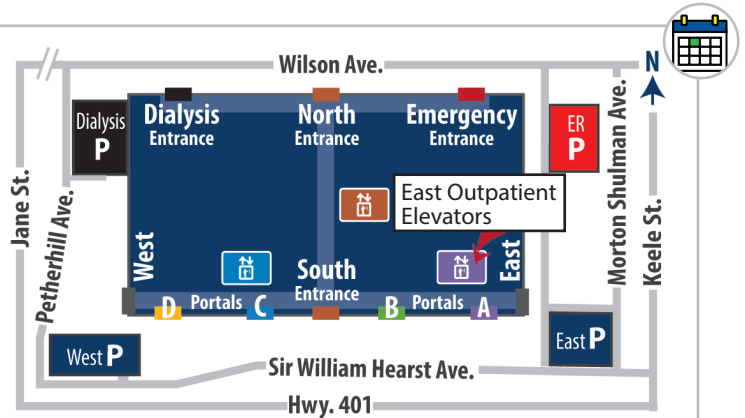 Wilson Ave.
N
Dialysis
P
Dialysis
Entrance
North
Entrance
Emergency
Entrance
ER
P
East Outpatient
Elevators
Jane St.
Petherhill Ave.
West
East
Morton Shulman Ave.
Keele St.
South
Entrance
D Portals C
B Portals A
West P
East P
Sir William Hearst Ave.
Hwy. 401